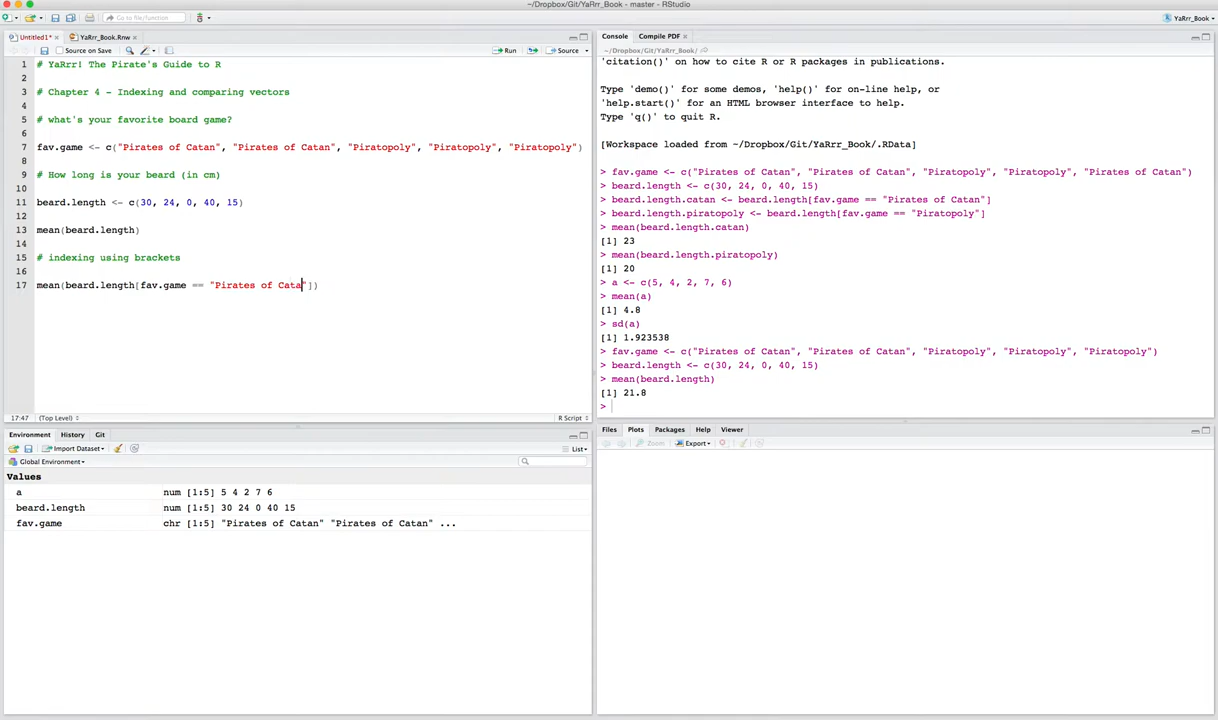 ~/Dropbox/Git/YaRrr_Book - master - RStudio
Go to file/function
YaRrr_Book
Untitled1*
YaRrr_Book.Rnw
Source on Save
Run
Source
1 # YaRrr! The Pirate's Guide to R
2
3 # Chapter 4 - Indexing and comparing vectors
4
5 # what's your favorite board game?
6
7 fav.game <- c("Pirates of Catan", "Pirates of Catan", "Piratopoly", "Piratopoly", "Piratopoly")
8
9 # How long is your beard (in cm)
10
11 beard.length <- c(30, 24, 0, 40, 15)
12
13 mean(beard.length)
14
15 # indexing using brackets
16
17 mean(beard.length[fav.game == "Pirates of Cata"])
17:47 (Top Level) R Script
Console Compile PDF
~/Dropbox/Git/YaRrr_Book/
'citation()' on how to cite R or R packages in publications.
Type 'demo()' for some demos, 'help()' for on-line help, or
'help.start()' for an HTML browser interface to help.
Type 'q()' to quit R.
[Workspace loaded from ~/Dropbox/Git/YaRrr_Book/.RData]
> fav.game <- c("Pirates of Catan", "Pirates of Catan", "Piratopoly", "Piratopoly", "Pirates of Catan")
> beard.length <- c(30, 24, 0, 40, 15)
> beard.length.catan <- beard.length[fav.game == "Pirates of Catan"]
> beard.length.piratopoly <- beard.length[fav.game == "Piratopoly"]
> mean(beard.length.catan)
[1] 23
> mean(beard.length.piratopoly)
[1] 20
> a <- c(5, 4, 2, 7, 6)
> mean(a)
[1] 4.8
> sd(a)
[1] 1.923538
> fav.game <- c("Pirates of Catan", "Pirates of Catan", "Piratopoly", "Piratopoly", "Piratopoly")
> beard.length <- c(30, 24, 0, 40, 15)
> mean(beard.length)
[1] 21.8
>
Environment History Git
Import Dataset
List
Global Environment
Values
a num [1:5] 5 4 2 7 6
beard.length num [1:5] 30 24 0 40 15
fav.game chr [1:5] "Pirates of Catan" "Pirates of Catan" ...
Files Plots Packages Help Viewer
Zoom Export